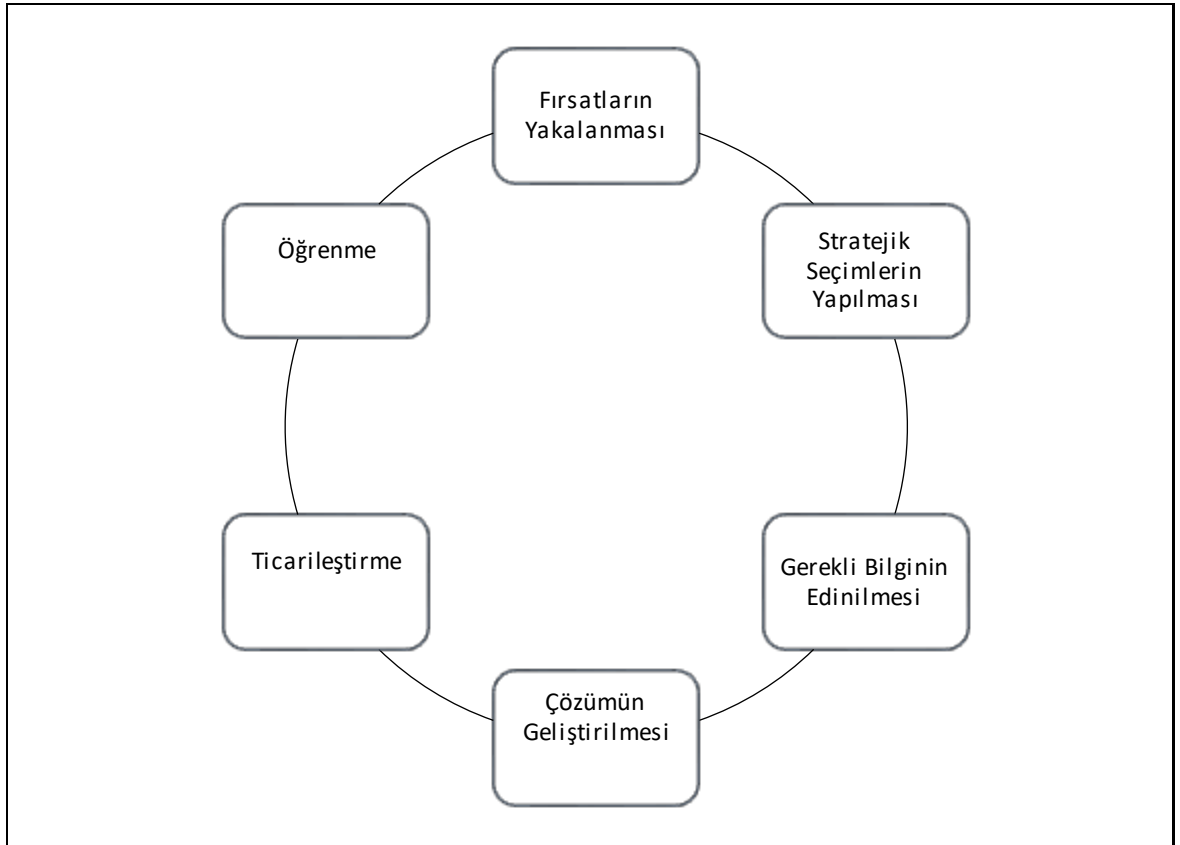 Fırsatların
Yakalanması
Stratejik
Seçimlerin
Yapılması
Gerekli Bilginin
Edinilmesi
Çözümün
Geliştirilmesi
Ticarileştirme
Öğrenme